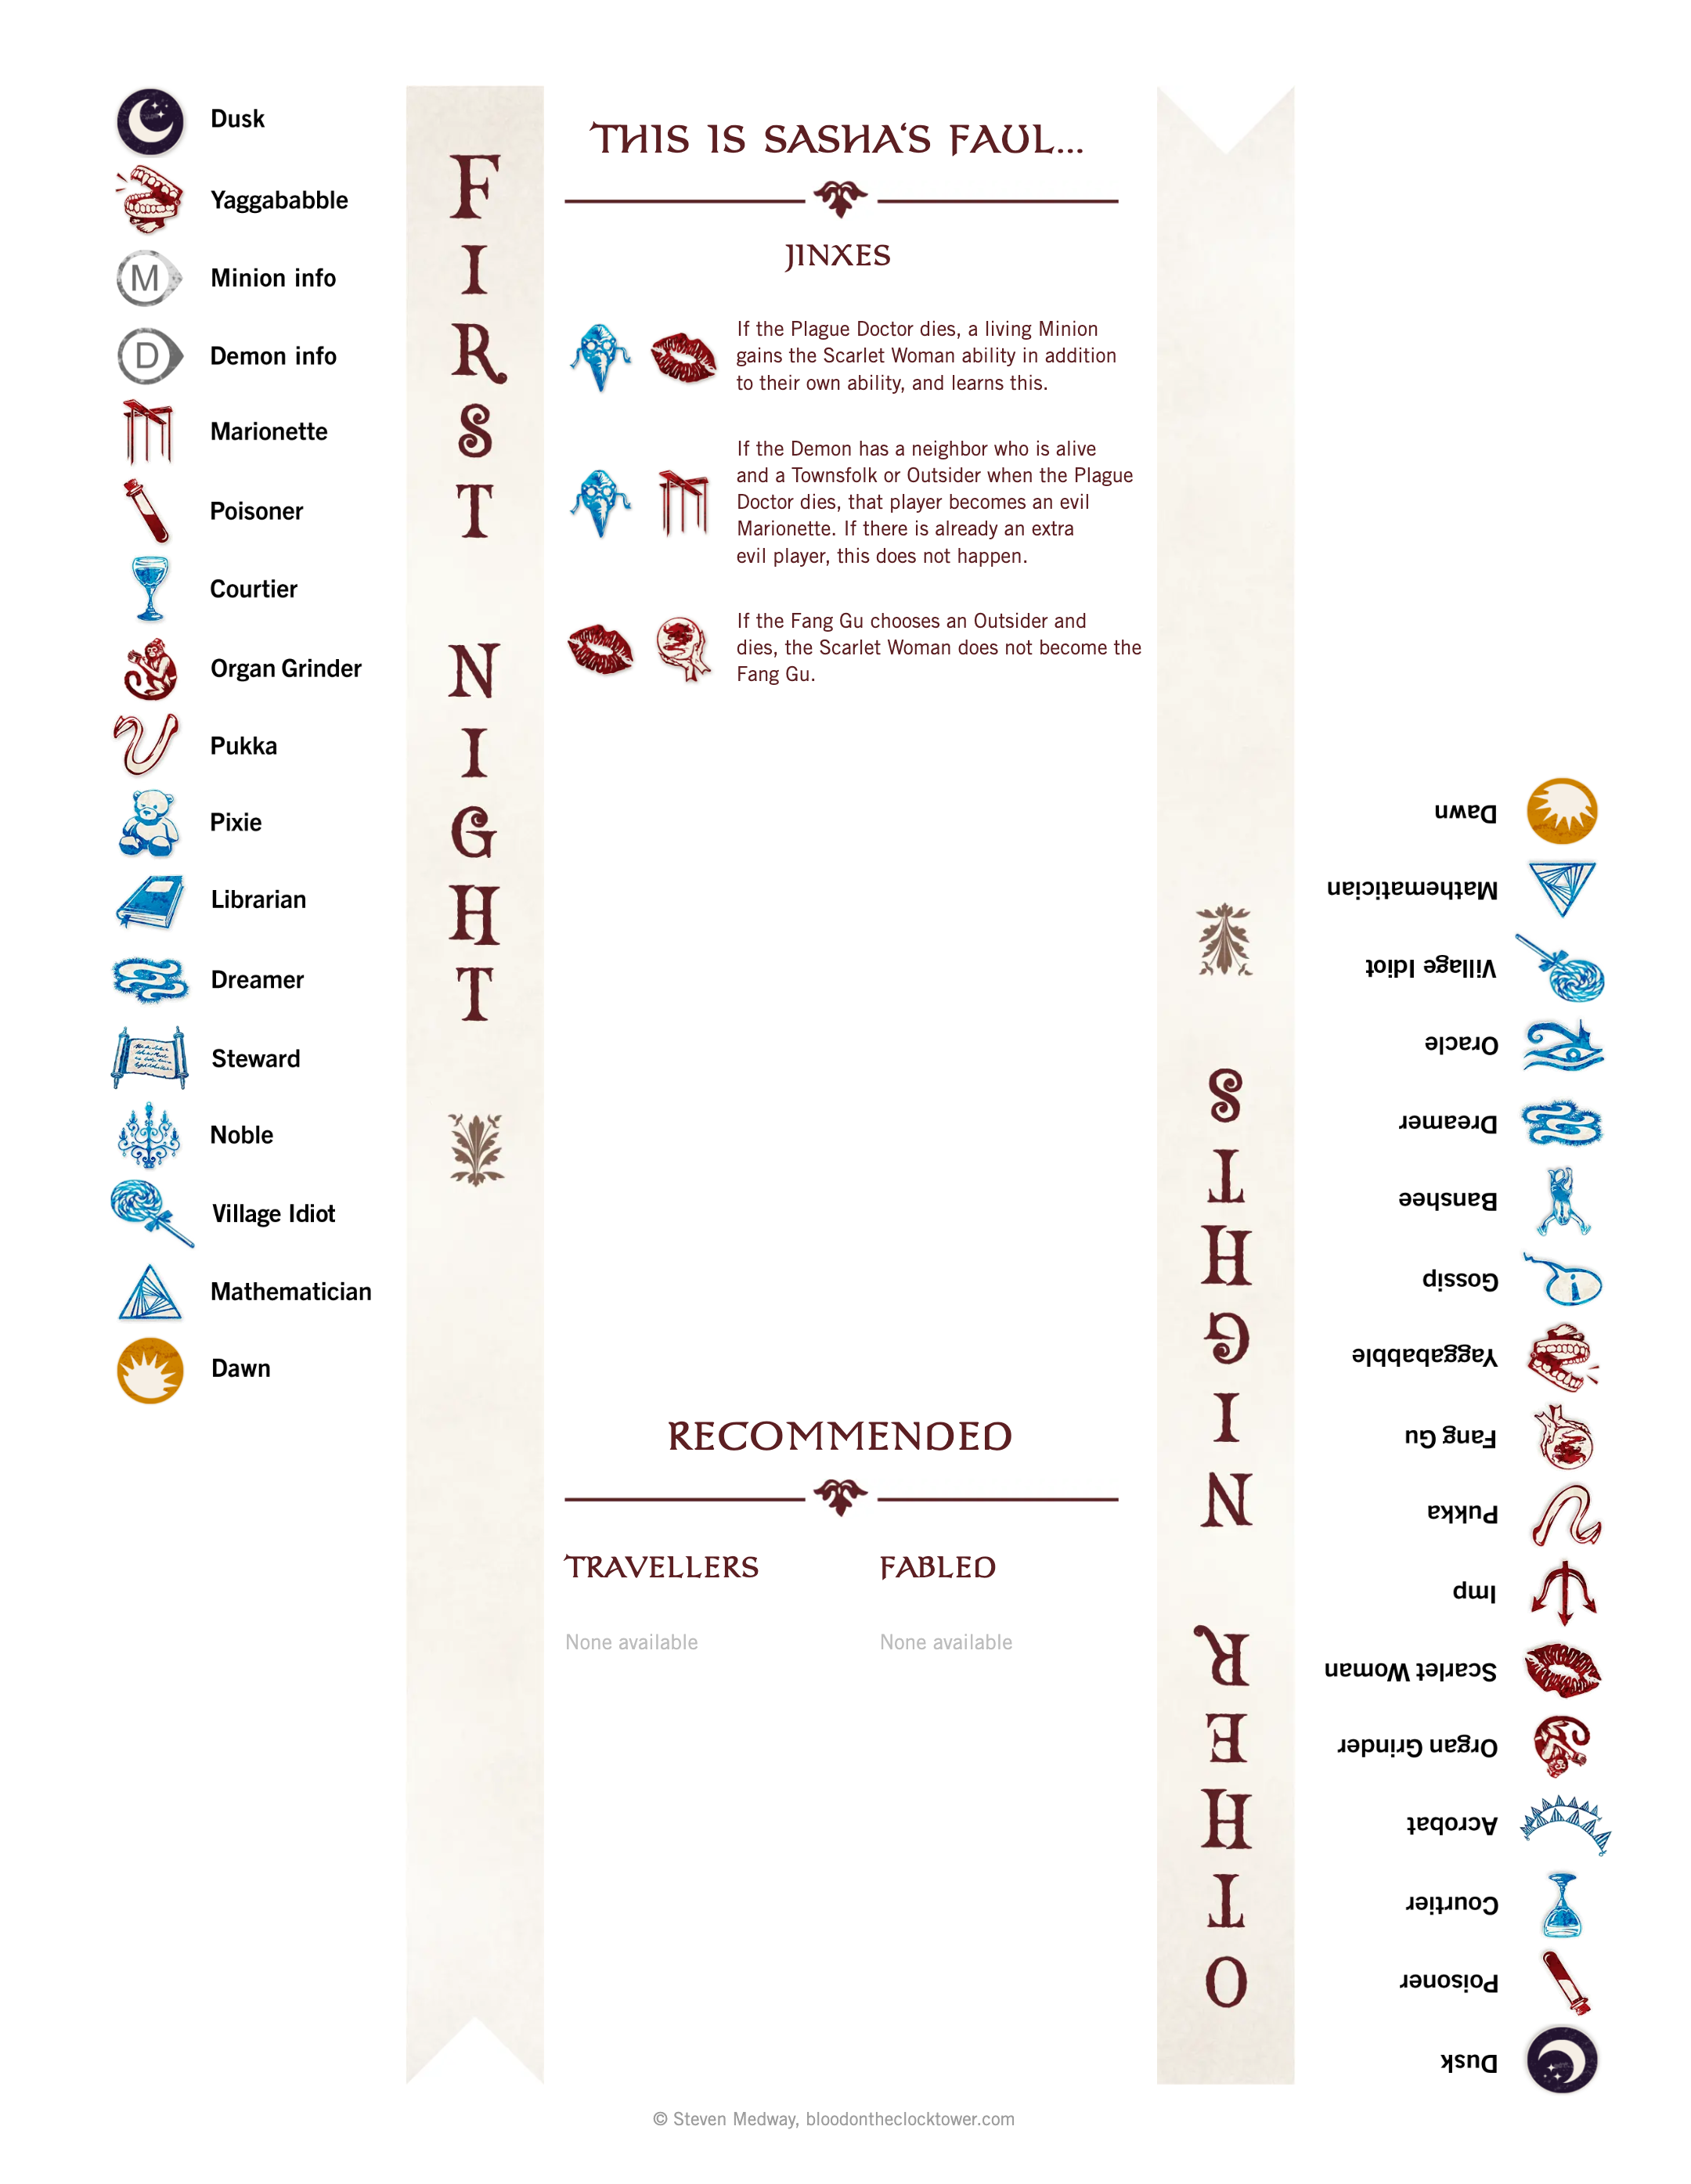 Dusk
Yaggababble
M
Minion info
D
Demon info
Marionette
Poisoner
Courtier
Organ Grinder
Pukka
Pixie
Librarian
Dreamer
Steward
Noble
Village Idiot
Mathematician
Dawn
FIRST NIGHT
THIS IS SASHA'S FAUL...
JINXES
If the Plague Doctor dies, a living Minion
gains the Scarlet Woman ability in addition
to their own ability, and learns this.
If the Demon has a neighbor who is alive
and a Townsfolk or Outsider when the Plague
Doctor dies, that player becomes an evil
Marionette. If there is already an extra
evil player, this does not happen.
If the Fang Gu chooses an Outsider and
dies, the Scarlet Woman does not become the
Fang Gu.
RECOMMENDED
TRAVELLERS
None available
FABLED
None available
OTHER NIGHTS
Dusk
Poisoner
Courtier
Acrobat
Organ Grinder
Scarlet Woman
Imp
Pukka
Fang Gu
Yaggababble
Gossip
Banshee
Dreamer
Oracle
Village Idiot
Mathematician
Dawn
© Steven Medway, bloodontheclocktower.com